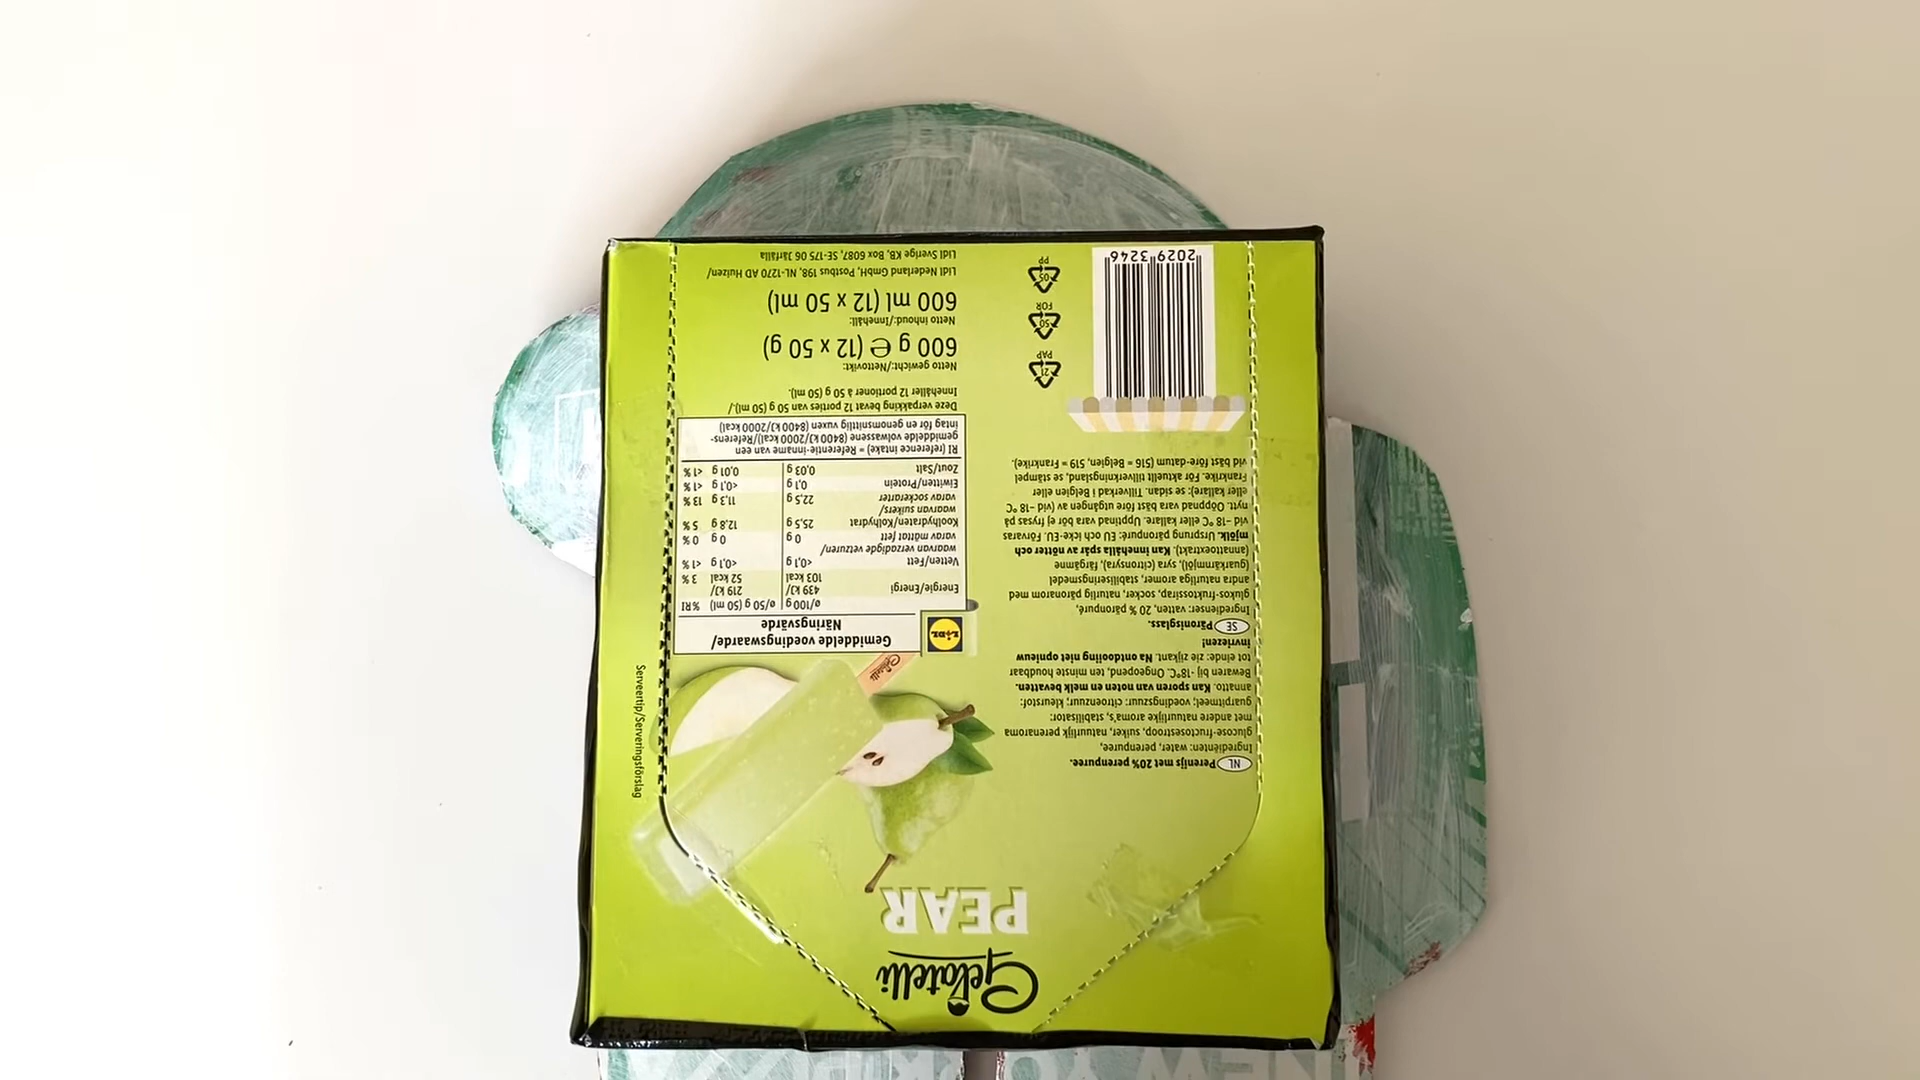 Gelatelli
PEAR
NL Perenijs met 20% perenpuree.
Ingrediënten: water, perenpuree,
glucose-fructosestroop, suiker, natuurlijk perenaroma
met andere natuurlijke aroma's, stabilisator:
guarpitmeel; voedingszuur: citroenzuur; kleurstof:
annatto. Kan sporen van noten en melk bevatten.
Bewaren bij -18°C. Ongeopend, ten minste houdbaar
tot einde: zie zijkant. Na ontdooiing niet opnieuw
invriezen!
SE Päronisglass.
Ingredienser: vatten, 20 % päronpuré,
glukos-fruktossirap, socker, naturlig päronarom med
andra naturliga aromer, stabiliseringsmedel
(guarkärnmjöl), syra (citronsyra), färgämne
(annattoextrakt). Kan innehålla spår av nötter och
mjölk. Ursprung päronpuré: EU och icke-EU. Förvaras
vid -18 °C eller kallare. Upptinad vara bör ej frysas på
nytt. Oöppnad vara bäst före utgången av (vid -18 °C
eller kallare): se sidan. Tillverkad i Belgien eller
Frankrike. För aktuellt tillverkningsland, se stämpel
vid bäst före-datum (516 = Belgien, 519 = Frankrike).
2029 3246
21
PAP
50
FOR
05
PP
Serveertip/Serveringsförslag
Gelatelli
LIDL
Gemiddelde voedingswaarde/
Näringsvärde
ø/100 g ø/50 g (50 ml) %RI
Energie/Energi 439 kJ/ 219 kJ/
103 kcal 52 kcal 3 %
Vetten/Fett <0,1 g <0,1 g <1 %
waarvan verzadigde vetzuren/
varav mättat fett 0 g 0 g 0 %
Koolhydraten/Kolhydrat 25,5 g 12,8 g 5 %
waarvan suikers/
varav sockerarter 22,5 g 11,3 g 13 %
Eiwitten/Protein 0,1 g <0,1 g <1 %
Zout/Salt 0,03 g 0,01 g <1 %
RI (reference intake) = Referentie-inname van een
gemiddelde volwassene (8400 kJ/2000 kcal)/Referens-
intag för en genomsnittlig vuxen (8400 kJ/2000 kcal)
Deze verpakking bevat 12 porties van 50 g (50 ml)./
Innehåller 12 portioner à 50 g (50 ml).
Netto gewicht:/Nettovikt:
600 g e (12 x 50 g)
Netto inhoud:/Innehåll:
600 ml (12 x 50 ml)
Lidl Nederland GmbH, Postbus 198, NL-1270 AD Huizen/
Lidl Sverige KB, Box 6087, SE-175 06 Järfälla